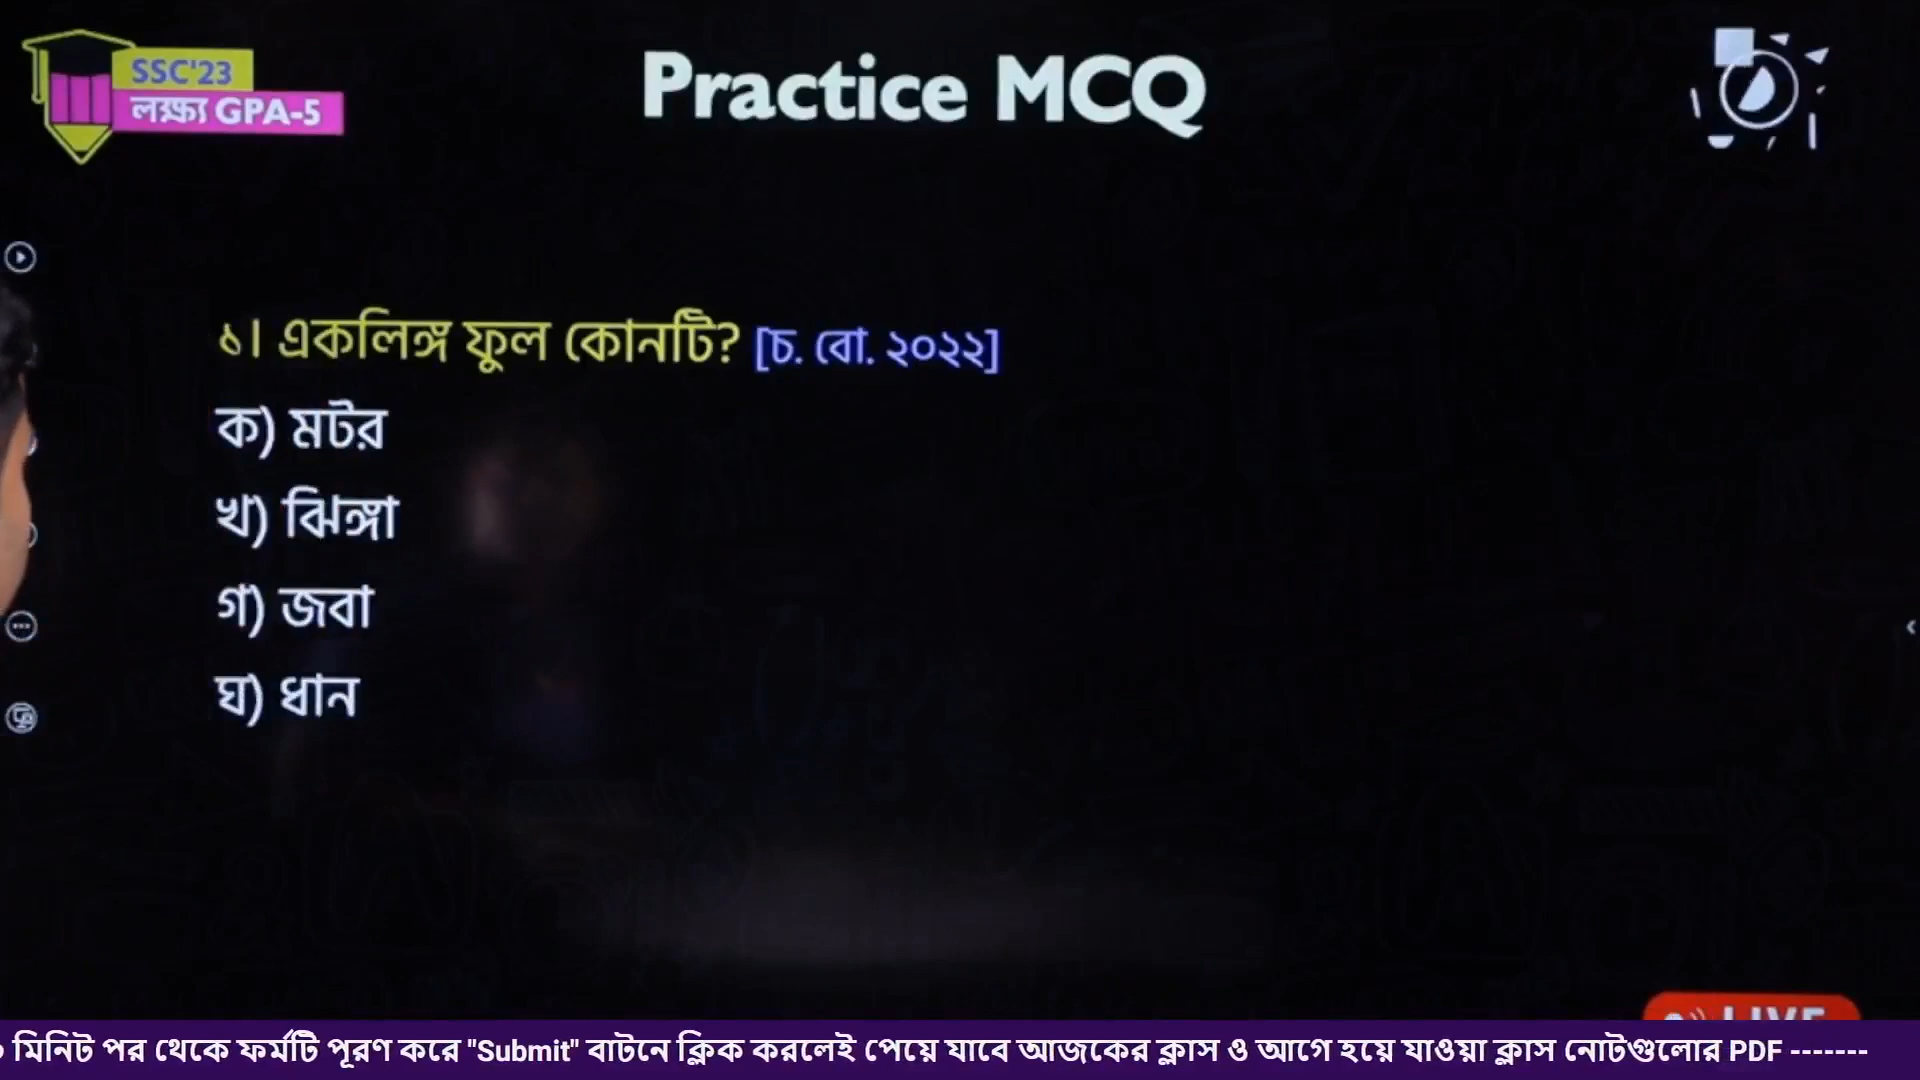 SSC'23
লক্ষ্য GPA-5
Practice MCQ
১। একলিঙ্গ ফুল কোনটি? [চ. বো. ২০২২]
ক) মটর
খ) ঝিঙ্গা
গ) জবা
ঘ) ধান
LIVE
মিনিট পর থেকে ফর্মটি পূরণ করে "Submit" বাটনে ক্লিক করলেই পেয়ে যাবে আজকের ক্লাস ও আগে হয়ে যাওয়া ক্লাস নোটগুলোর PDF -------